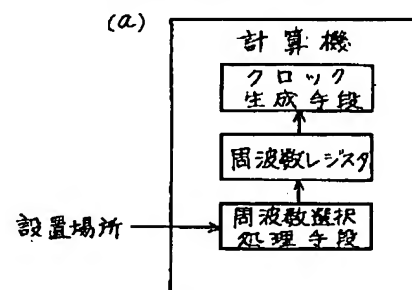 (a)
計算機
クロック
生成手段
周波数レジスタ
設置場所
周波数選択
処理手段